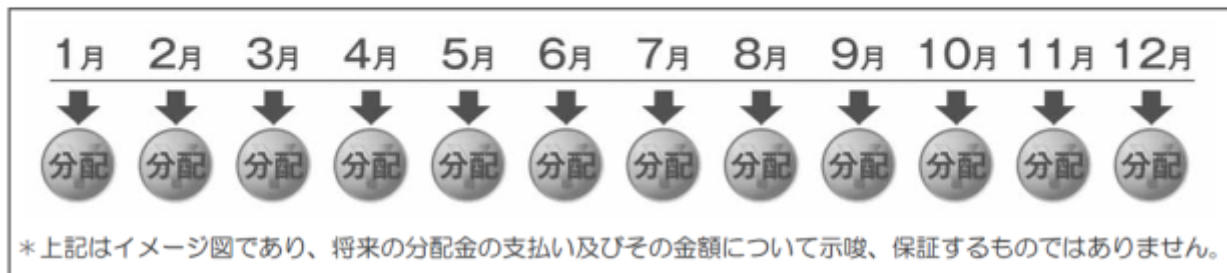 1月 2月 3月 4月 5月 6月 7月 8月 9月 10月 11月 12月
分配 分配 分配 分配 分配 分配 分配 分配 分配 分配 分配 分配
＊上記はイメージ図であり、将来の分配金の支払い及びその金額について示唆、保証するものではありません。